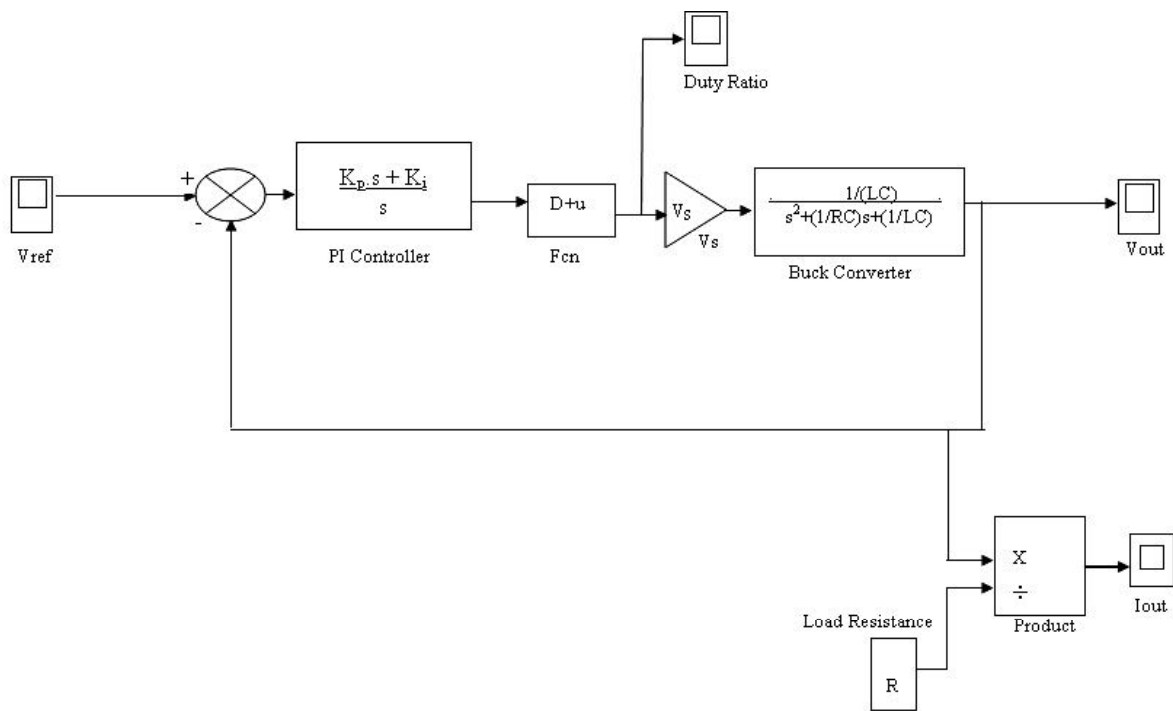 Duty Ratio
+
-
Vref
K_p.s + K_i
s
PI Controller
D+u
Fcn
V_S
Vs
1/(LC)
s²+(1/RC)s+(1/LC)
Buck Converter
Vout
X
÷
Product
Iout
Load Resistance
R